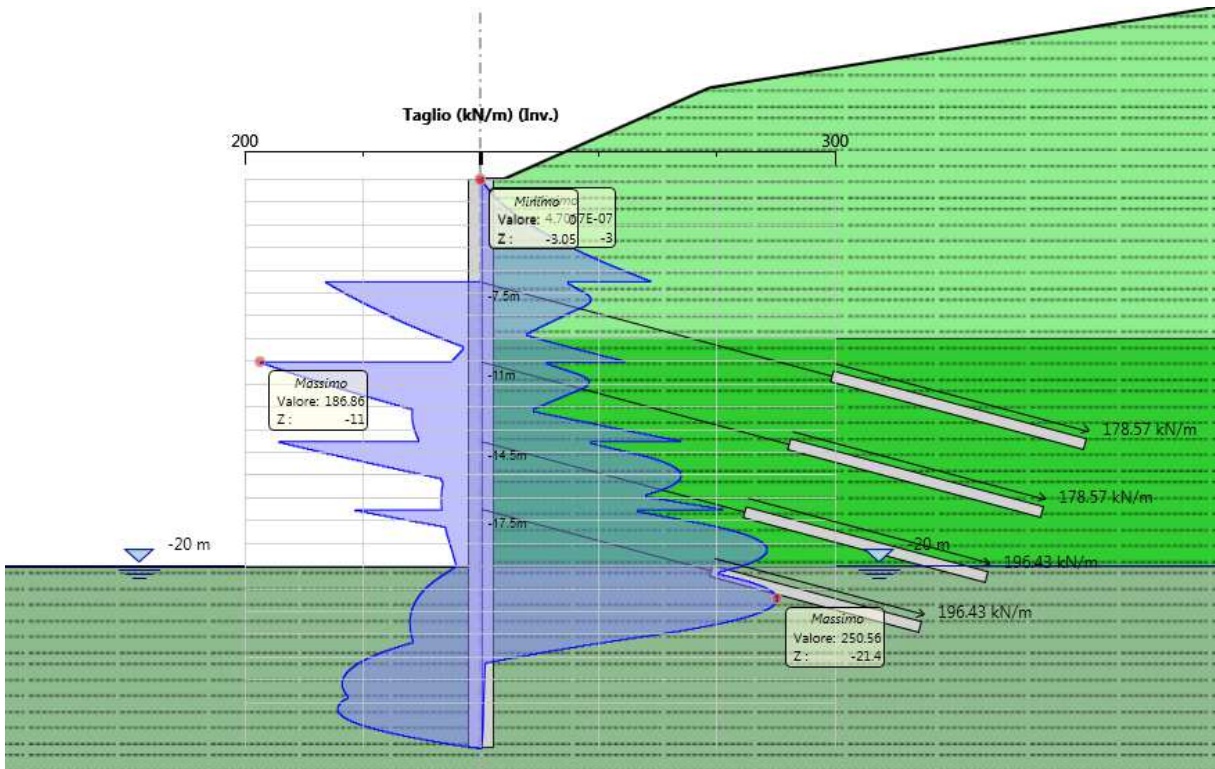 Taglio (kN/m) (Inv.)
200
300
Minimo
Valore: 4.70
67E-07
Z : -3.05 -3
-7.5m
-11m
Massimo
Valore: 186.86
Z : -11
-14.5m
-17.5m
178.57 kN/m
178.57 kN/m
-20 m
-20 m
196.43 kN/m
196.43 kN/m
Massimo
Valore: 250.56
Z : -21.4